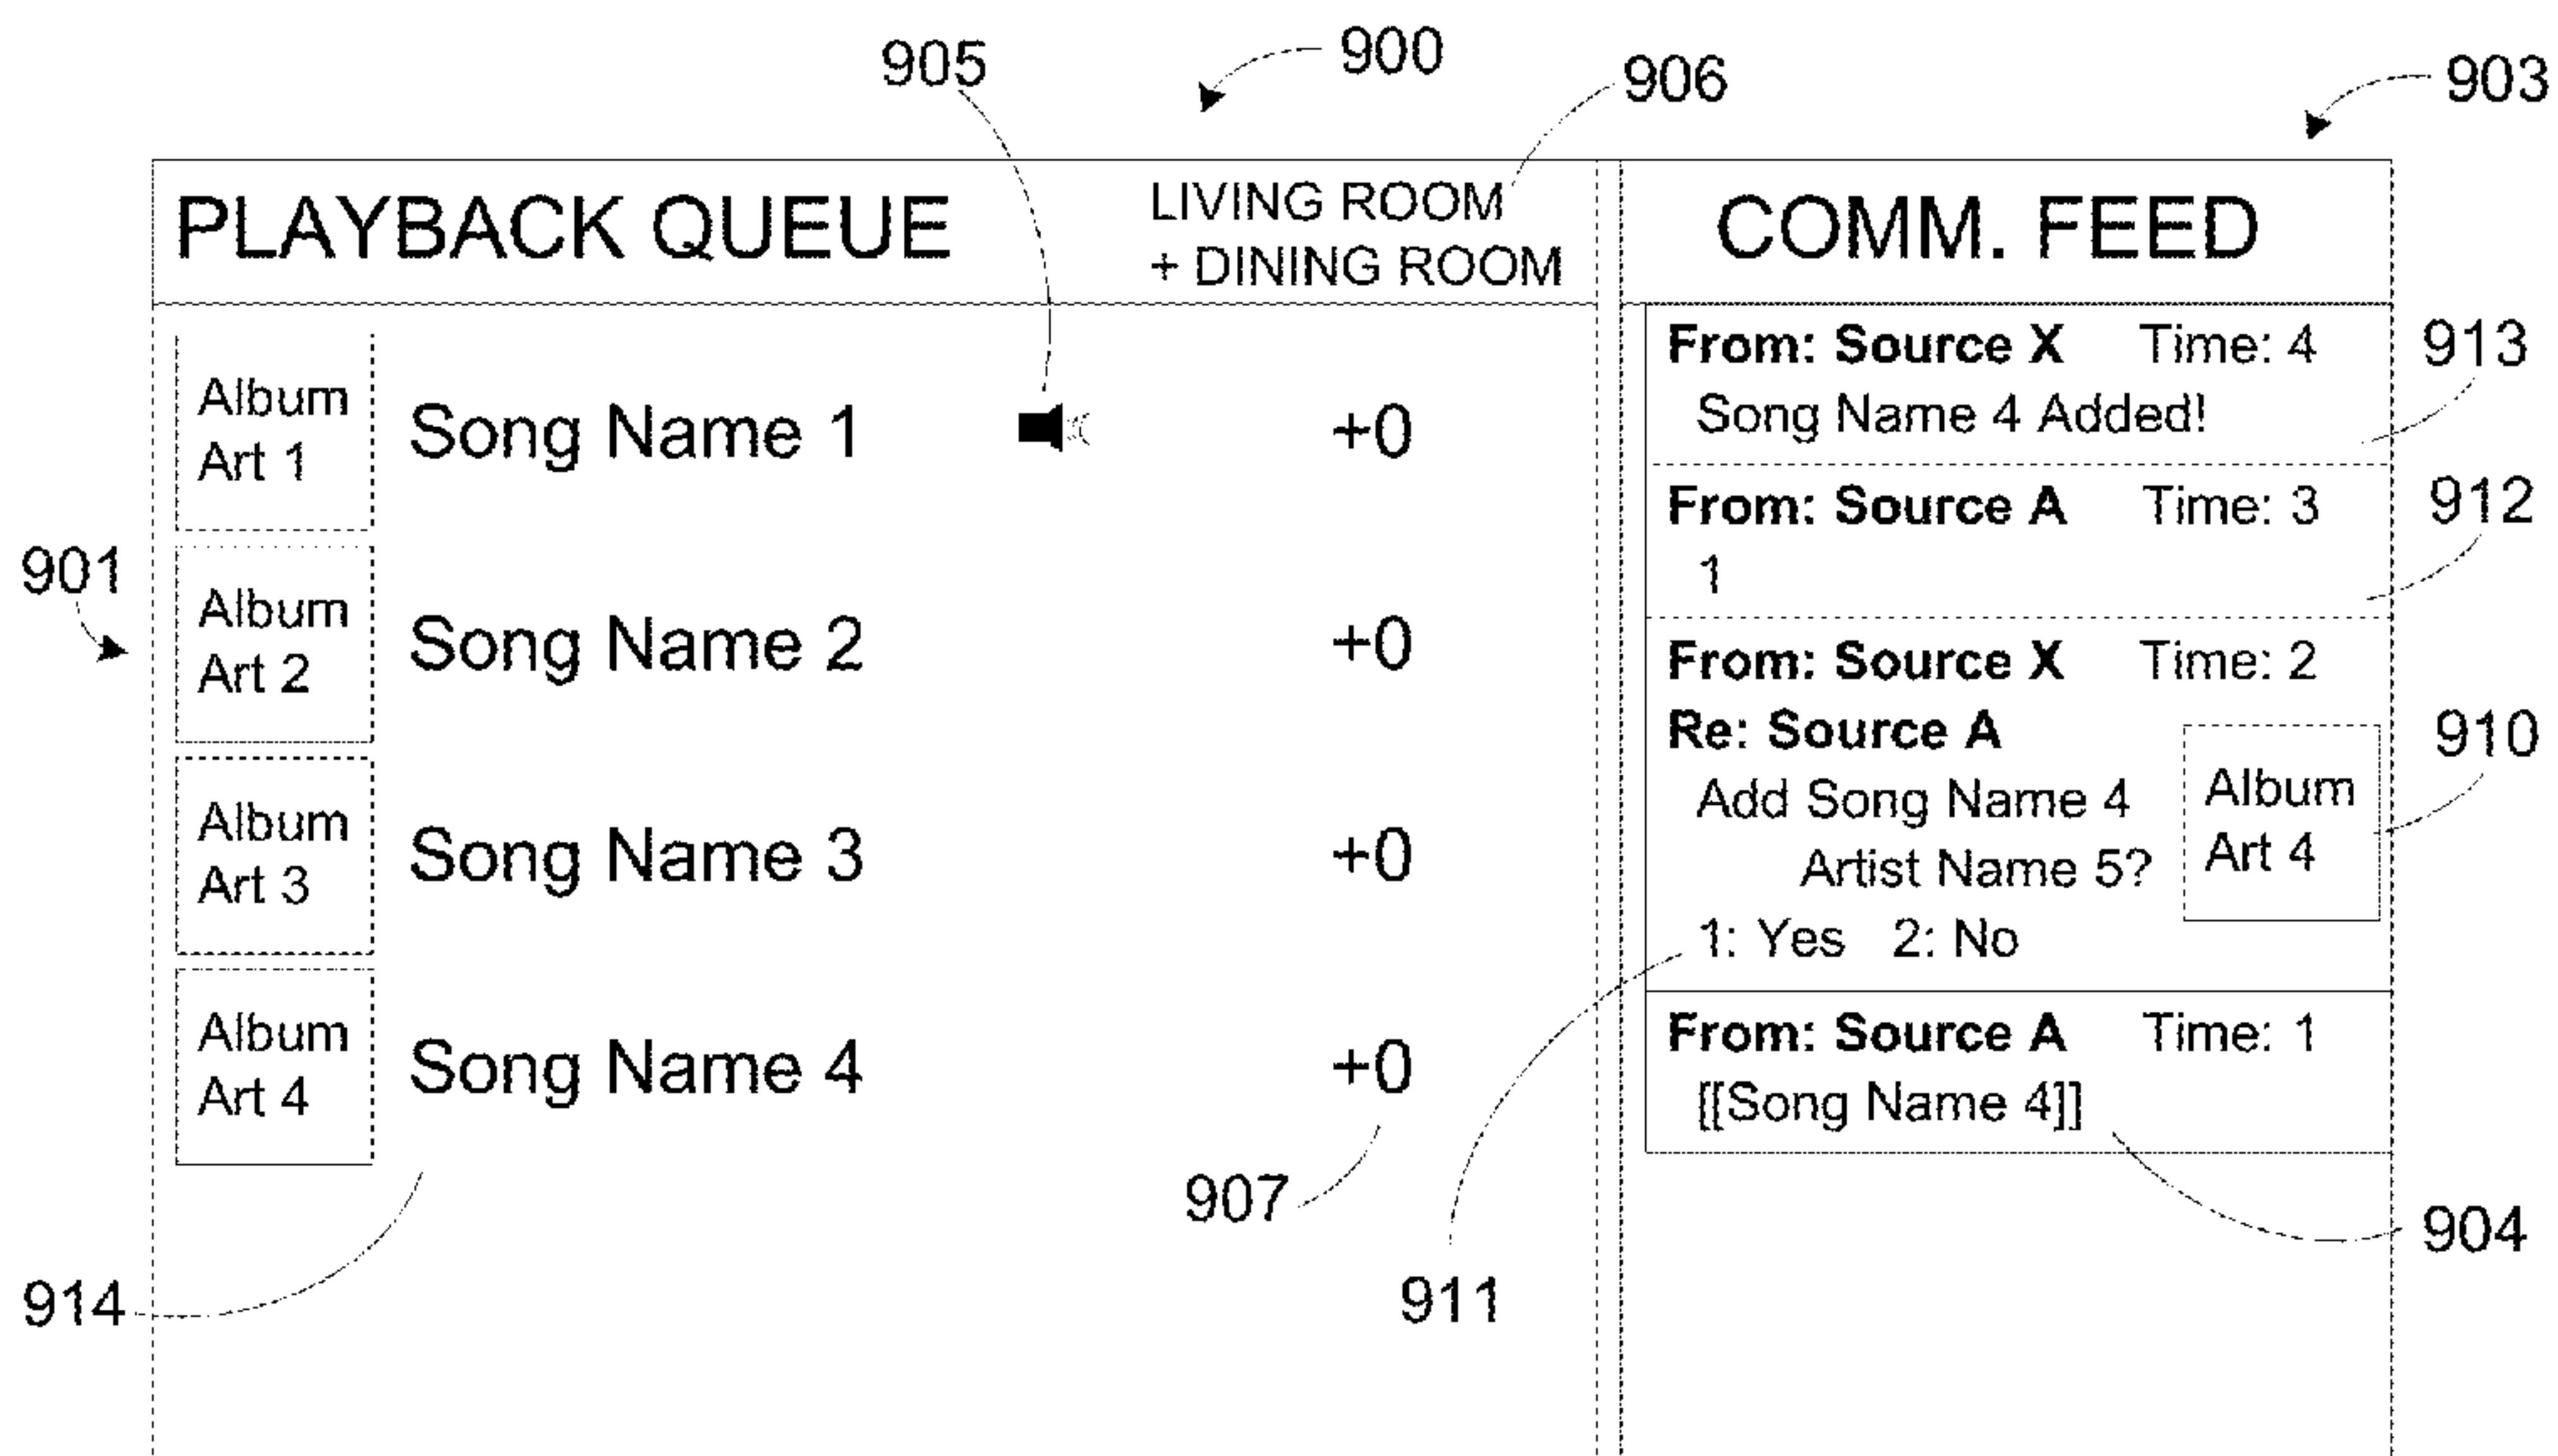 905
900
906
903
PLAYBACK QUEUE
LIVING ROOM
+ DINING ROOM
COMM. FEED
901
Album
Art 1
Song Name 1
+0
Album
Art 2
Song Name 2
+0
Album
Art 3
Song Name 3
+0
Album
Art 4
Song Name 4
+0
914
907
911
From: Source X Time: 4
Song Name 4 Added!
913
From: Source A Time: 3
1
912
From: Source X Time: 2
Re: Source A
Add Song Name 4
Artist Name 5?
Album
Art 4
910
1: Yes 2: No
From: Source A Time: 1
[[Song Name 4]]
904